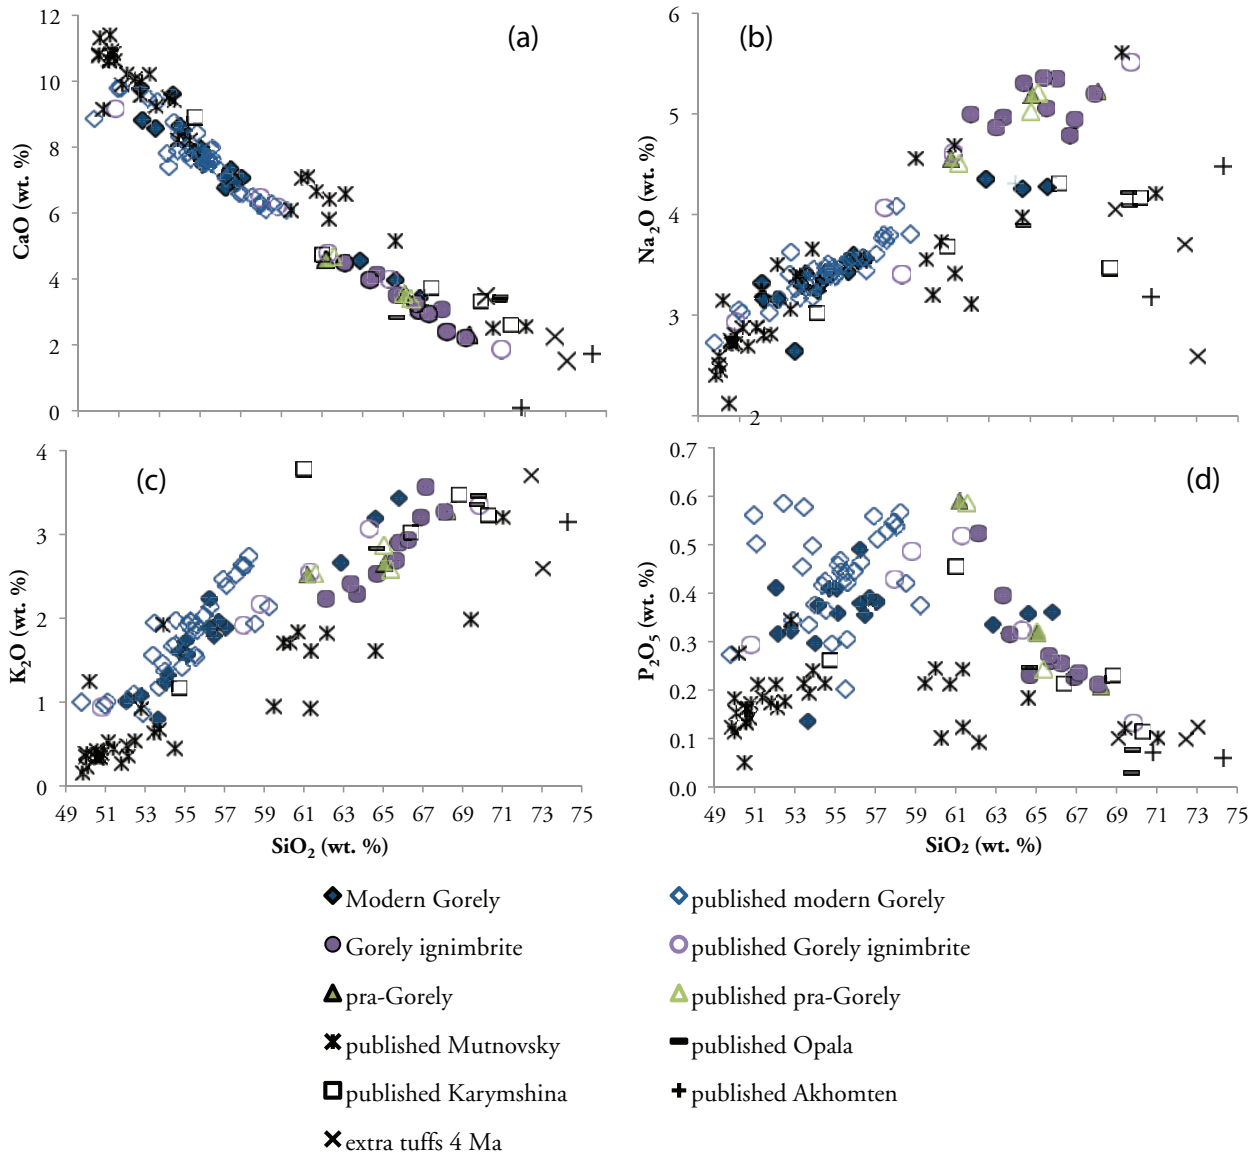 12
10
8
6
4
2
0
CaO (wt. %)
(a)
6
5
4
3
2
Na₂O (wt. %)
(b)
4
3
2
1
0
K₂O (wt. %)
(c)
49 51 53 55 57 59 61 63 65 67 69 71 73 75
SiO₂ (wt. %)
0.7
0.6
0.5
0.4
0.3
0.2
0.1
0.0
P₂O₅ (wt. %)
(d)
49 51 53 55 57 59 61 63 65 67 69 71 73 75
SiO₂ (wt. %)
Modern Gorely
published modern Gorely
Gorely ignimbrite
published Gorely ignimbrite
pra-Gorely
published pra-Gorely
published Mutnovsky
published Opala
published Karymshina
published Akhomten
extra tuffs 4 Ma